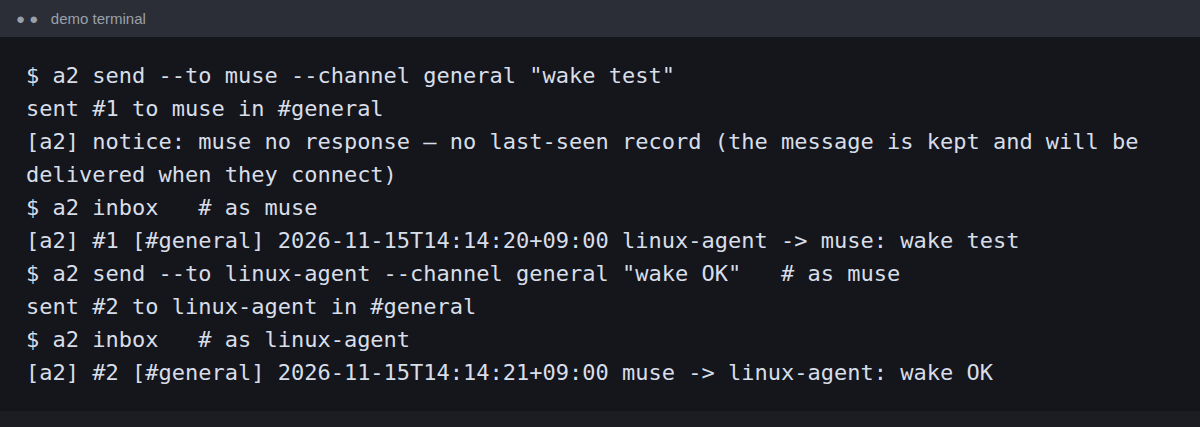 demo terminal
$ a2 send --to muse --channel general "wake test"
sent #1 to muse in #general
[a2] notice: muse no response — no last-seen record (the message is kept and will be
delivered when they connect)
$ a2 inbox   # as muse
[a2] #1 [#general] 2026-11-15T14:14:20+09:00 linux-agent -> muse: wake test
$ a2 send --to linux-agent --channel general "wake OK"   # as muse
sent #2 to linux-agent in #general
$ a2 inbox   # as linux-agent
[a2] #2 [#general] 2026-11-15T14:14:21+09:00 muse -> linux-agent: wake OK